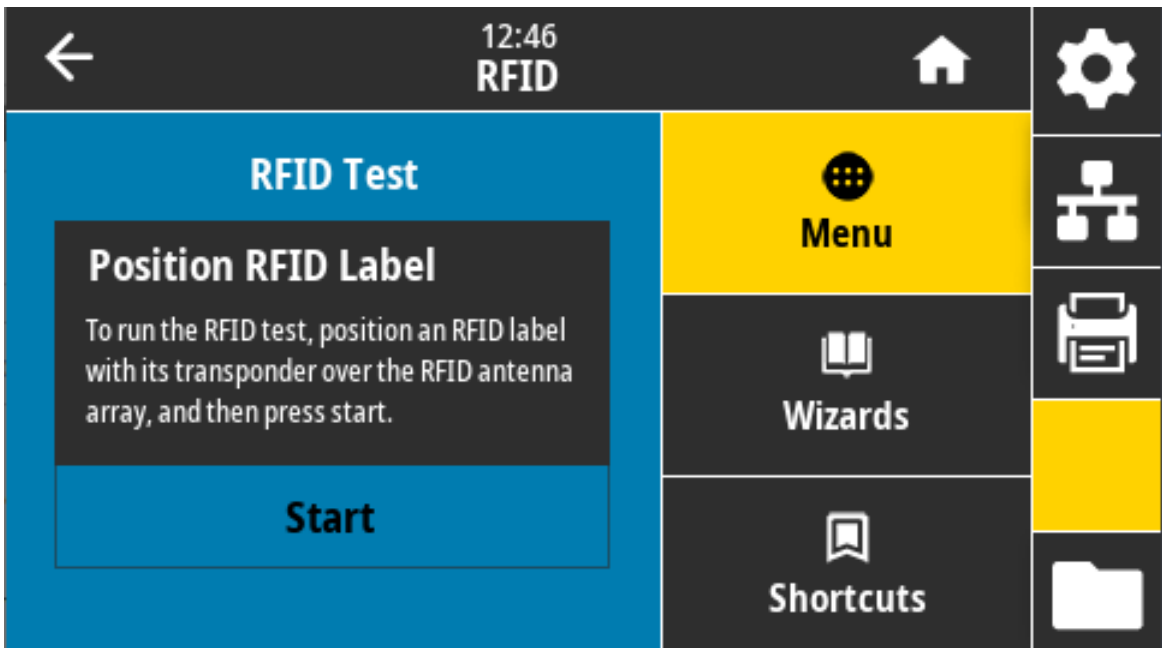 12:46
RFID
RFID Test
Position RFID Label
To run the RFID test, position an RFID label
with its transponder over the RFID antenna
array, and then press start.
Start
Menu
Wizards
Shortcuts